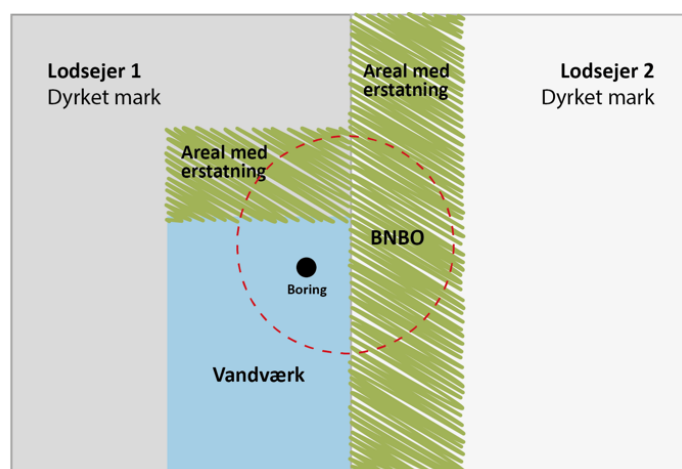 Lodsejer 1
Dyrket mark
Areal med
erstatning
Lodsejer 2
Dyrket mark
Areal med
erstatning
BNBO
Boring
Vandværk